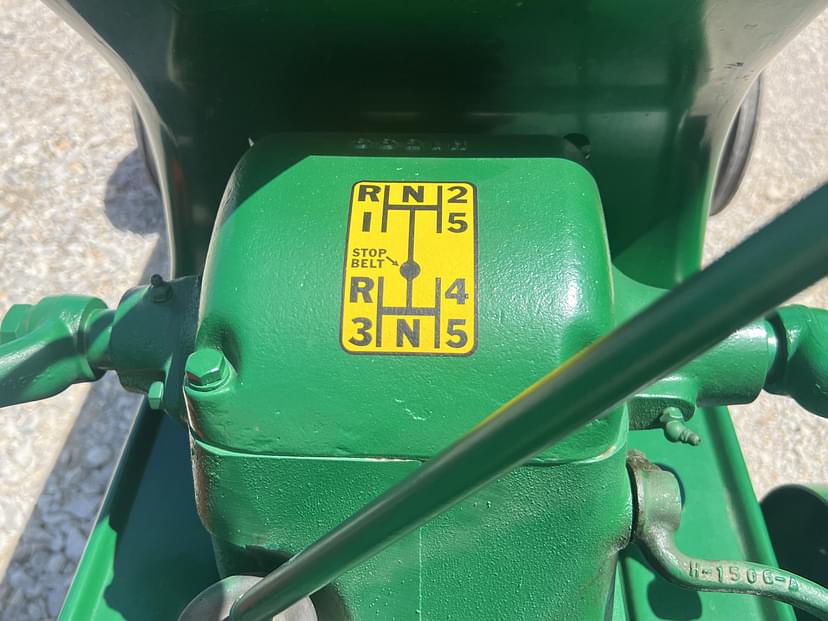 R N 2
1 5
STOP
BELT
R 4
3 N 5
H-1506-A